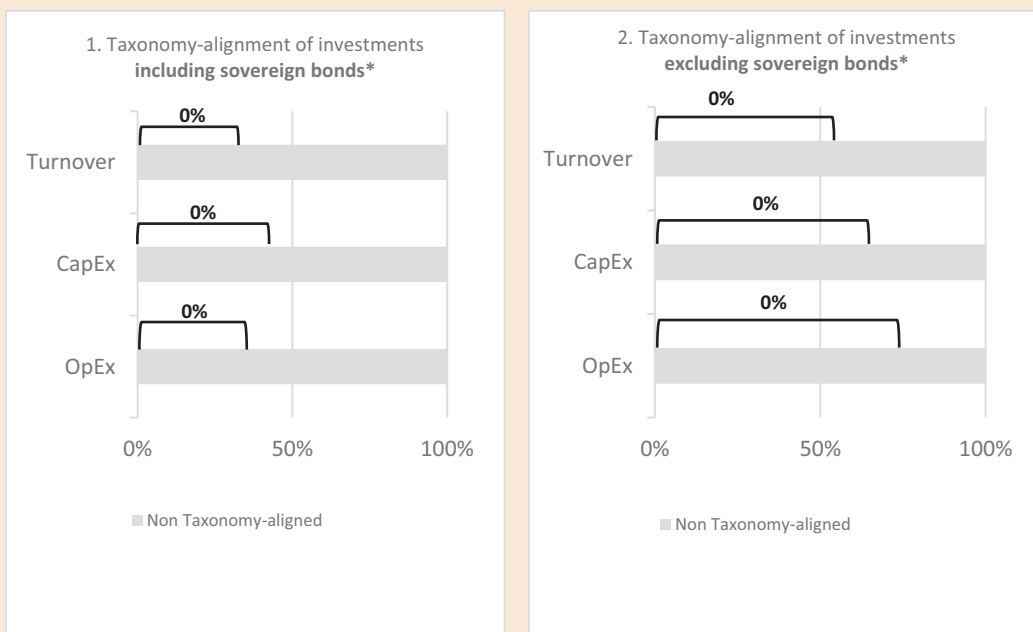 1. Taxonomy-alignment of investments
including sovereign bonds*
0%
Turnover
0%
CapEx
0%
OpEx
0% 50% 100%
Non Taxonomy-aligned
2. Taxonomy-alignment of investments
excluding sovereign bonds*
0%
Turnover
0%
CapEx
0%
OpEx
0% 50% 100%
Non Taxonomy-aligned